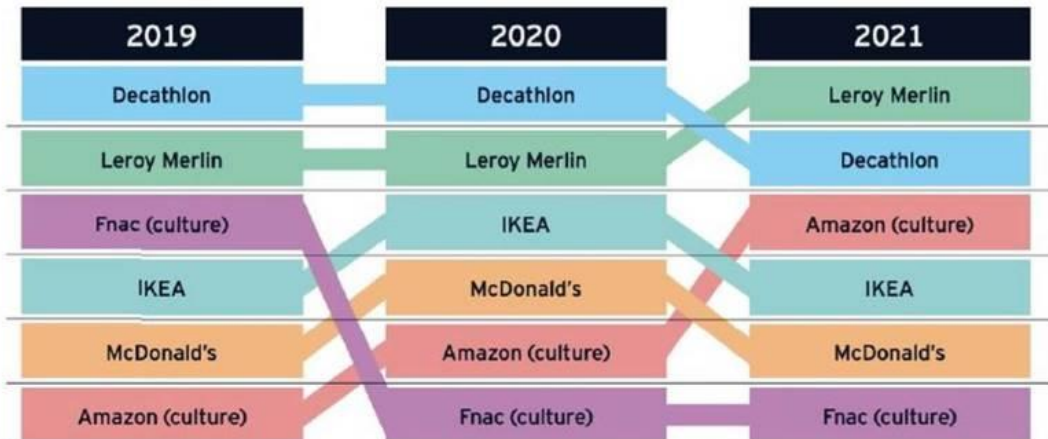 2019 2020 2021
Decathlon Decathlon Leroy Merlin
Leroy Merlin Leroy Merlin Decathlon
Fnac (culture) IKEA Amazon (culture)
IKEA McDonald's IKEA
McDonald's Amazon (culture) McDonald's
Amazon (culture) Fnac (culture) Fnac (culture)